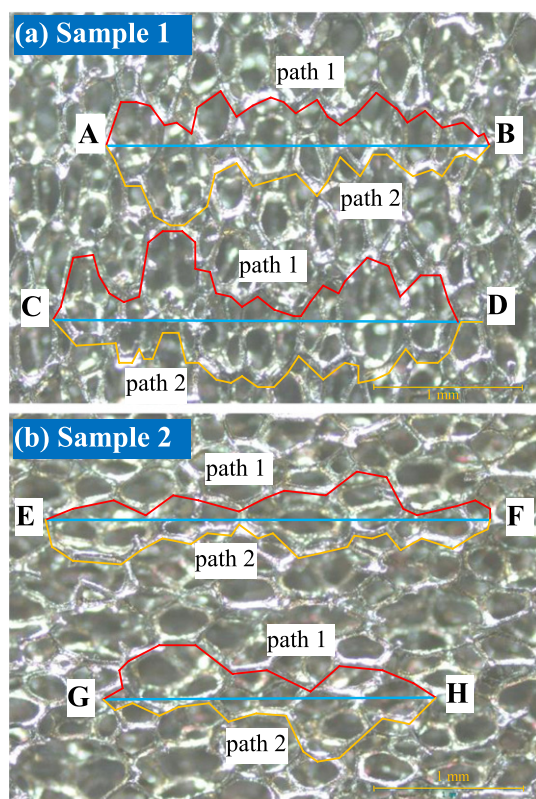 (a) Sample 1
path 1
A
B
path 2
path 1
C
D
path 2
1 mm
(b) Sample 2
path 1
E
F
path 2
path 1
G
H
path 2
1 mm